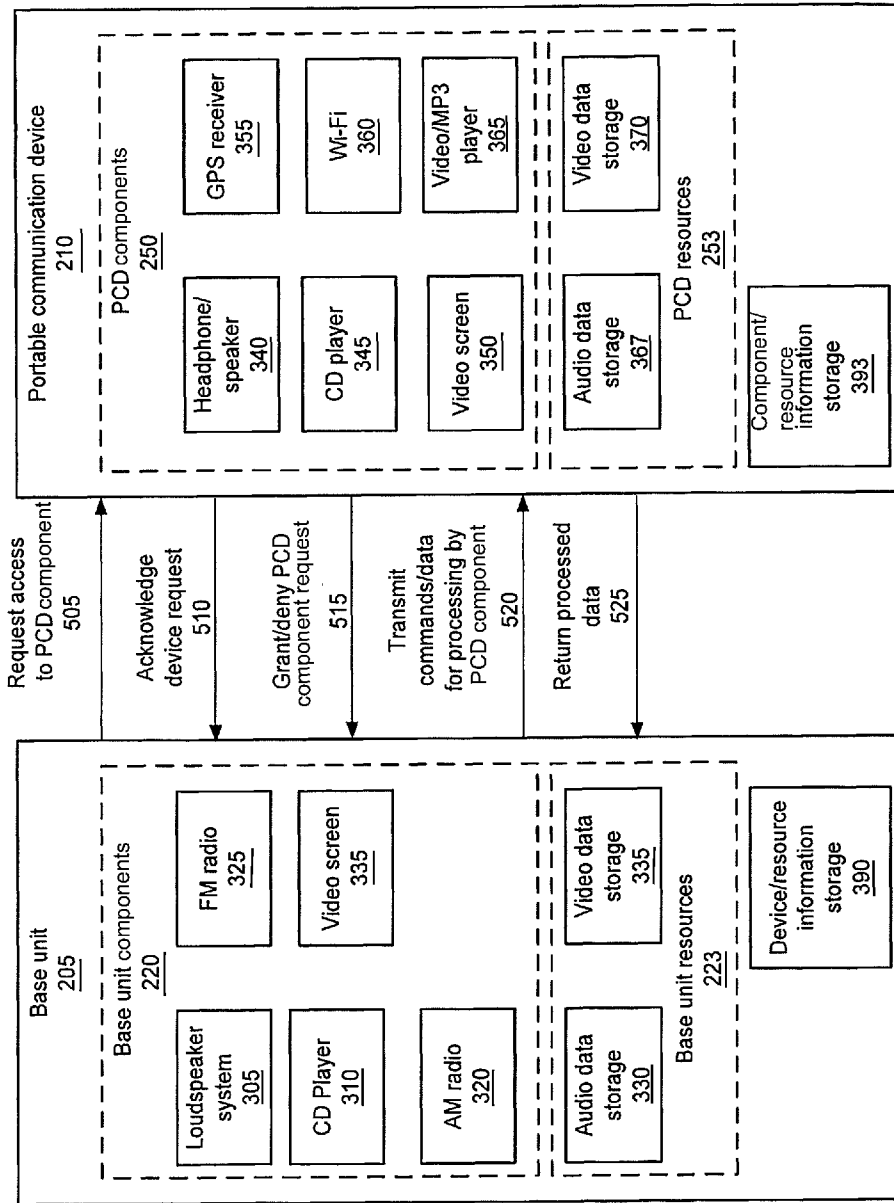 Base unit
205
Base unit components
220
Loudspeaker
system
305
FM radio
325
CD Player
310
Video screen
335
AM radio
320
Audio data
storage
330
Video data
storage
335
Base unit resources
223
Device/resource
information
storage
390
Request access
to PCD component
505
Acknowledge
device request
510
Grant/deny PCD
component request
515
Transmit
commands/data
for processing by
PCD component
520
Return processed
data
525
Portable communication device
210
PCD components
250
Headphone/
speaker
340
GPS receiver
355
CD player
345
Wi-Fi
360
Video screen
350
Video/MP3
player
365
Audio data
storage
367
Video data
storage
370
PCD resources
253
Component/
resource
information
storage
393